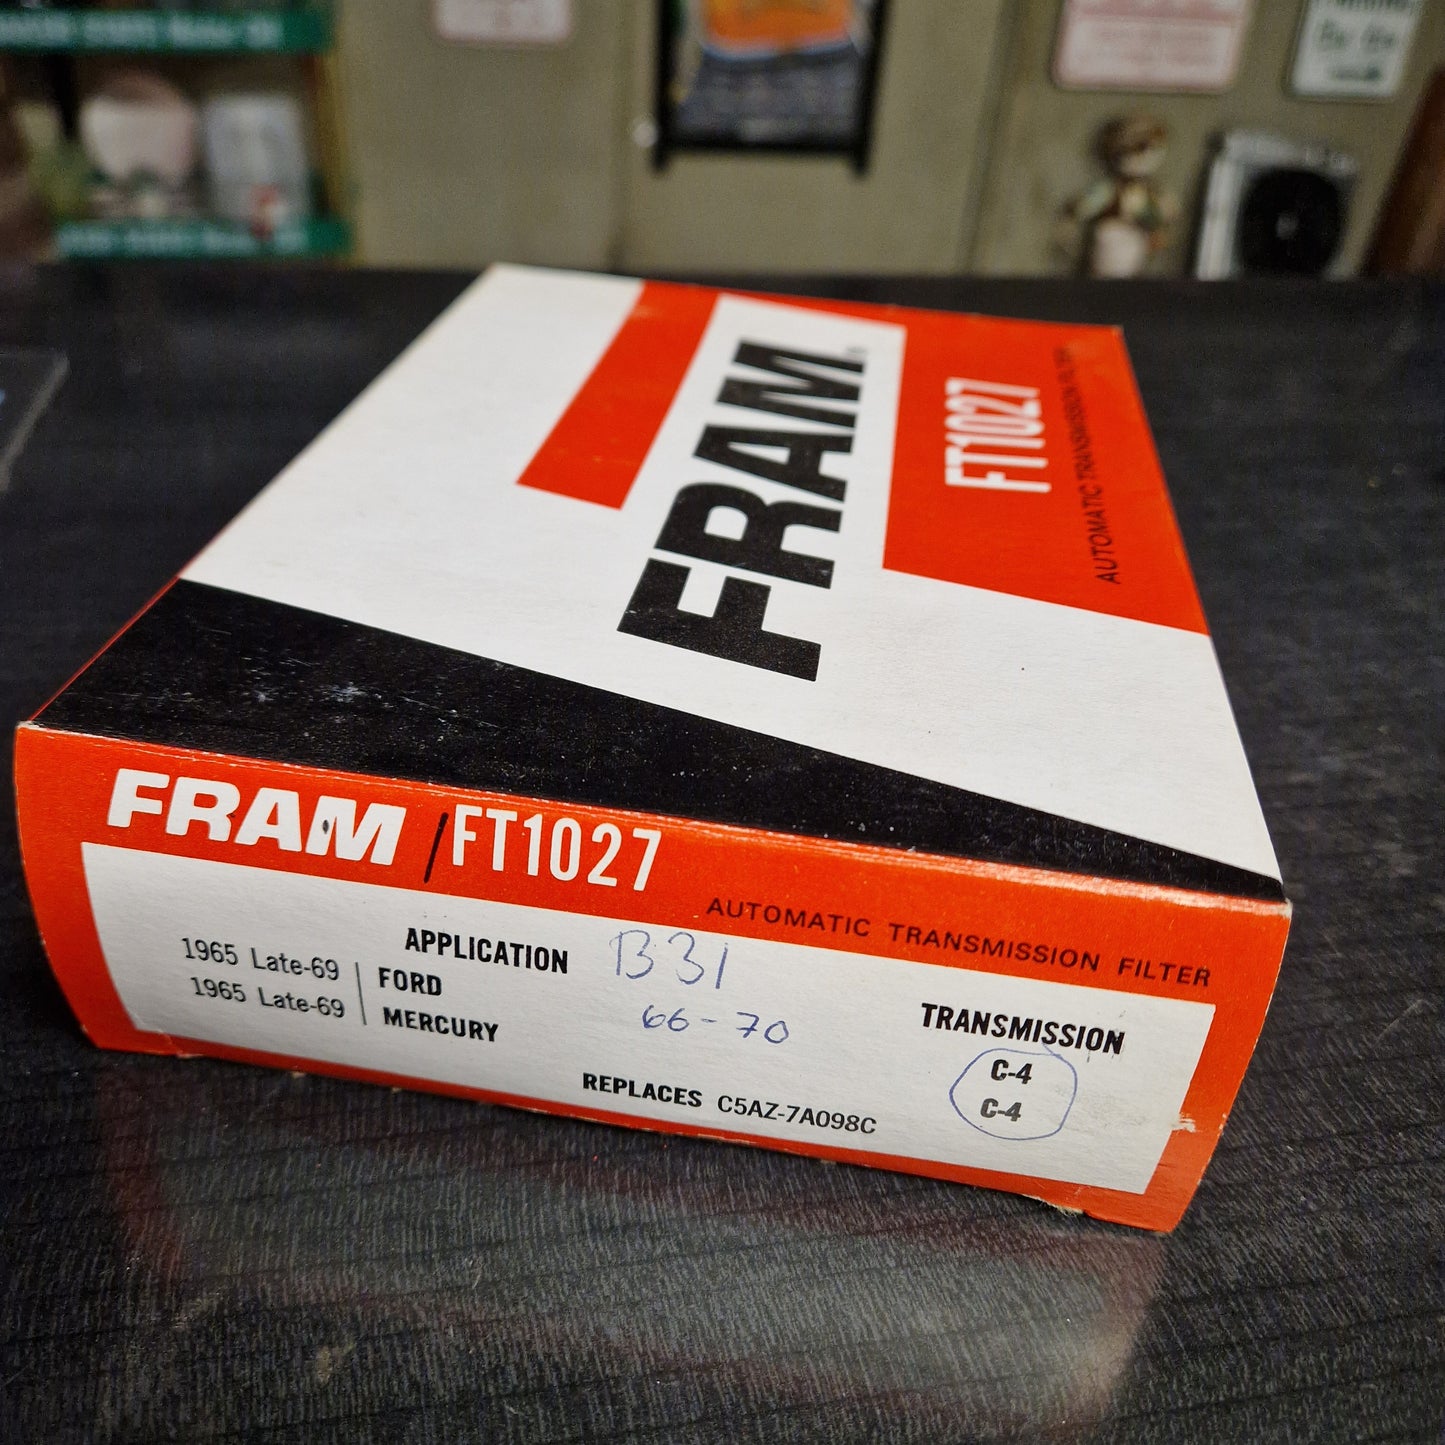 FRAM
FT1027
AUTOMATIC TRANSMISSION FILTER
FRAM / FT1027
AUTOMATIC TRANSMISSION FILTER
APPLICATION B31
1965 Late-69 FORD
1965 Late-69 MERCURY
66-70
TRANSMISSION
C-4
C-4
REPLACES C5AZ-7A098C